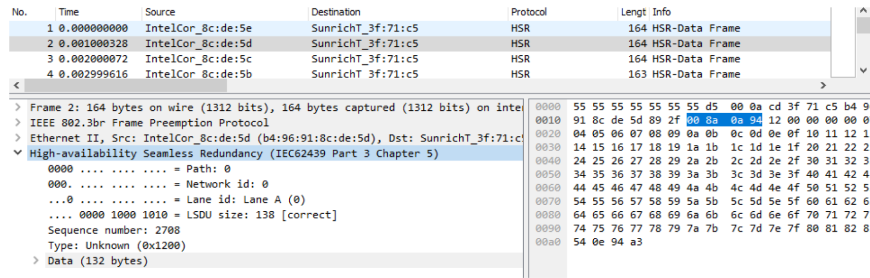 No. Time Source Destination Protocol Lengt Info
1 0.000000000 IntelCor_8c:de:5e SunrichT_3f:71:c5 HSR 164 HSR-Data Frame
2 0.001000328 IntelCor_8c:de:5d SunrichT_3f:71:c5 HSR 164 HSR-Data Frame
3 0.002000072 IntelCor_8c:de:5c SunrichT_3f:71:c5 HSR 164 HSR-Data Frame
4 0.002999616 IntelCor_8c:de:5b SunrichT_3f:71:c5 HSR 163 HSR-Data Frame
> Frame 2: 164 bytes on wire (1312 bits), 164 bytes captured (1312 bits) on inte
> IEEE 802.3br Frame Preemption Protocol
> Ethernet II, Src: IntelCor_8c:de:5d (b4:96:91:8c:de:5d), Dst: SunrichT_3f:71:c
High-availability Seamless Redundancy (IEC62439 Part 3 Chapter 5)
0000 .... .... .... = Path: 0
000. .... .... .... = Network id: 0
...0 .... .... .... = Lane id: Lane A (0)
.... 0000 1000 1010 = LSDU size: 138 [correct]
Sequence number: 2708
Type: Unknown (0x1200)
> Data (132 bytes)
0000 55 55 55 55 55 55 55 d5 00 0a cd 3f 71 c5 b4 9
0010 91 8c de 5d 89 2f 00 8a 0a 94 12 00 00 00 00 00
0020 04 05 06 07 08 09 0a 0b 0c 0d 0e 0f 10 11 12 1
0030 14 15 16 17 18 19 1a 1b 1c 1d 1e 1f 20 21 22 2
0040 24 25 26 27 28 29 2a 2b 2c 2d 2e 2f 30 31 32 3
0050 34 35 36 37 38 39 3a 3b 3c 3d 3e 3f 40 41 42 4
0060 44 45 46 47 48 49 4a 4b 4c 4d 4e 4f 50 51 52 5
0070 54 55 56 57 58 59 5a 5b 5c 5d 5e 5f 60 61 62 6
0080 64 65 66 67 68 69 6a 6b 6c 6d 6e 6f 70 71 72 7
0090 74 75 76 77 78 79 7a 7b 7c 7d 7e 7f 80 81 82 8
00a0 54 0e 94 a3